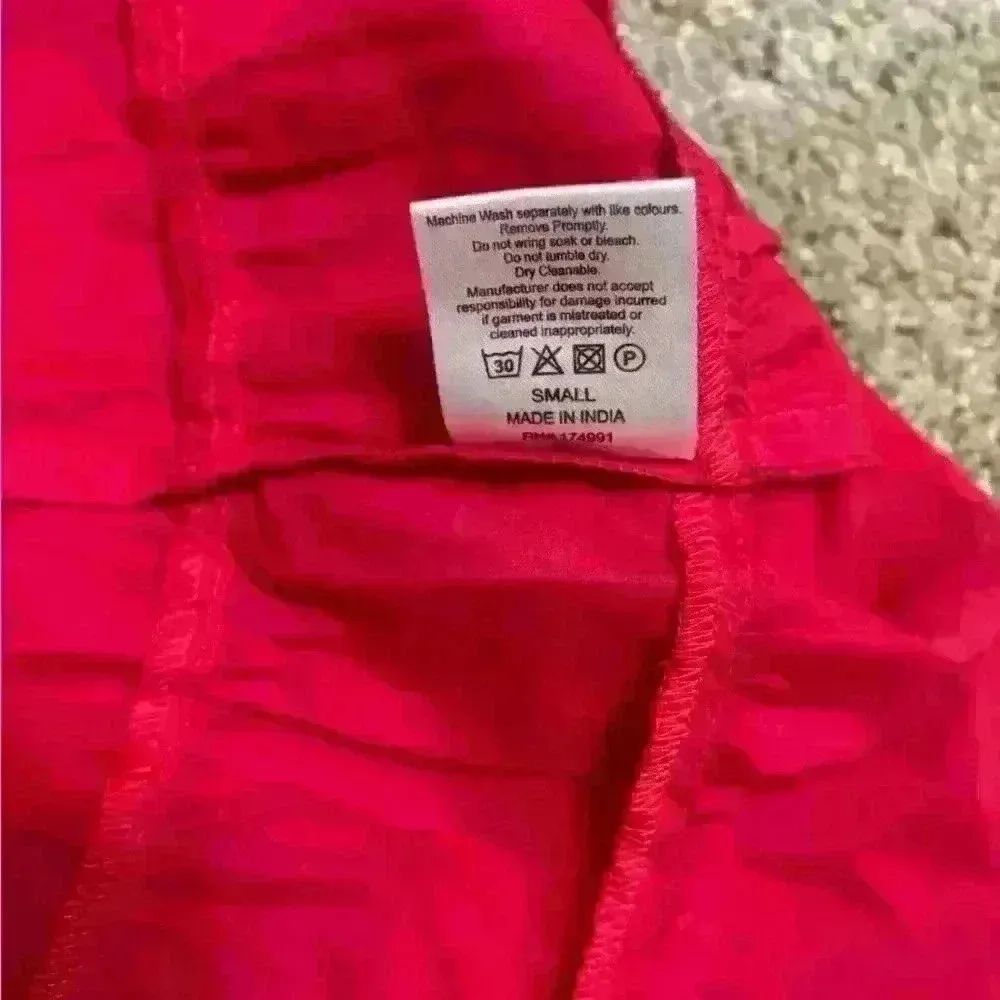 Machine Wash separately with like colours.
Remove Promptly.
Do not wring soak or bleach.
Do not tumble dry.
Dry Cleanable.
Manufacturer does not accept
responsibility for damage incurred
if garment is mistreated or
cleaned inappropriately.
30 P
SMALL
MADE IN INDIA
174991